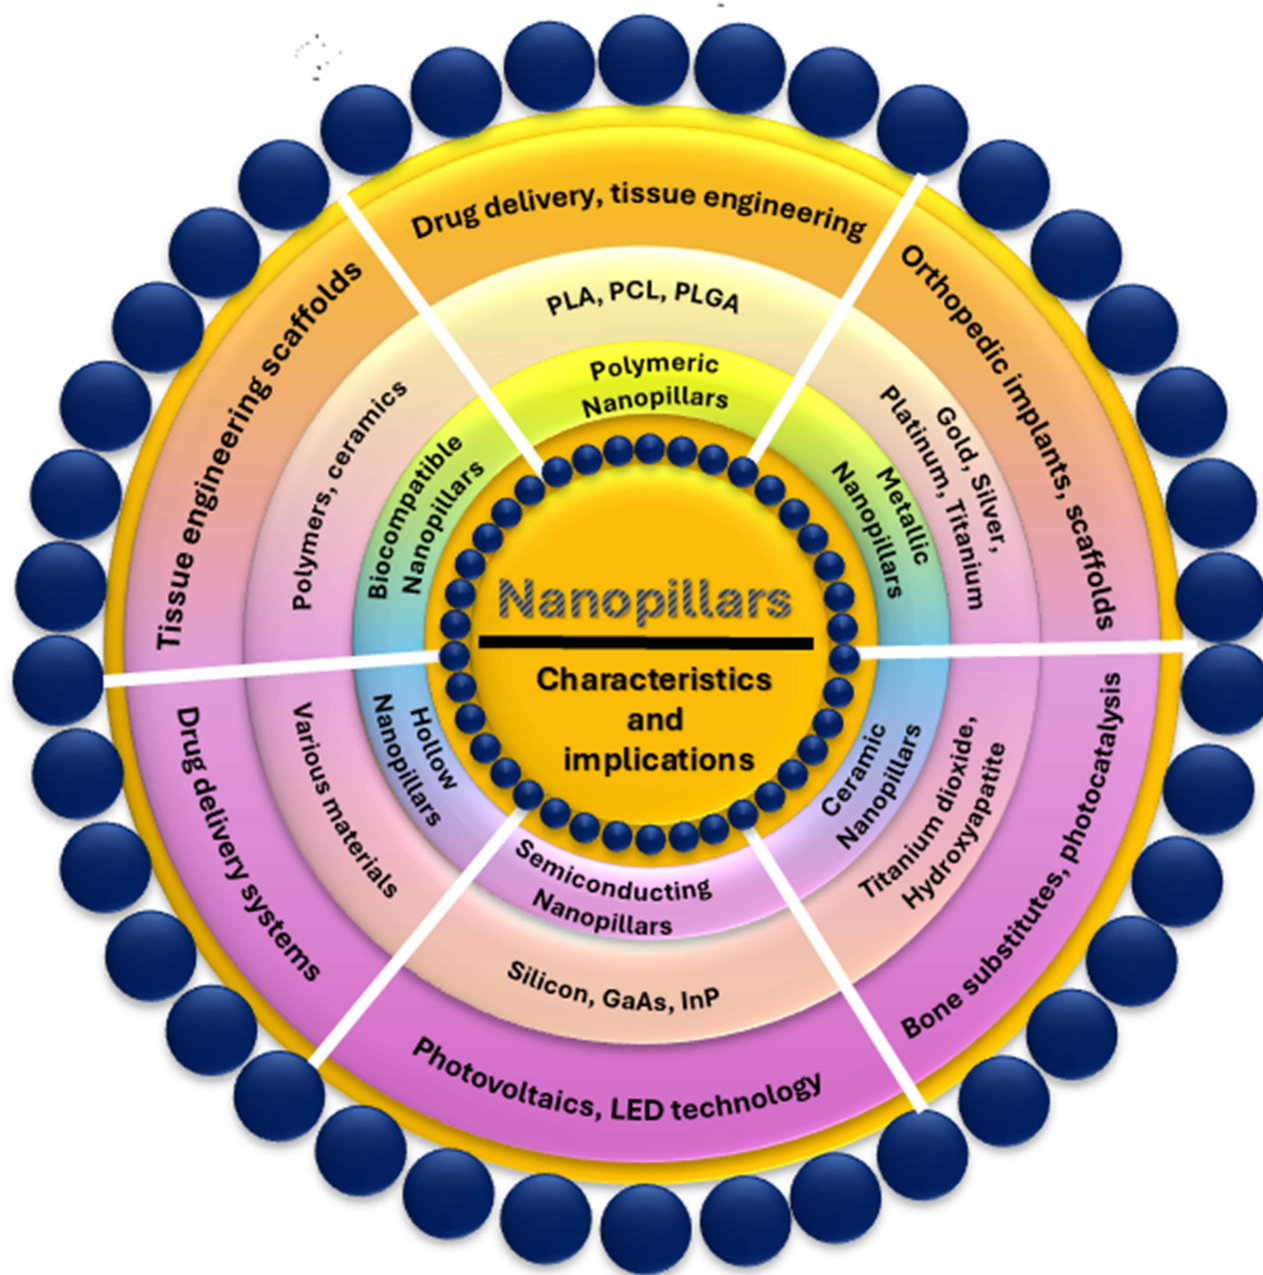 Nanopillars
Characteristics
and
implications
Drug delivery, tissue engineering
PLA, PCL, PLGA
Polymeric
Nanopillars
Orthopedic implants, scaffolds
Gold, Silver,
Platinum, Titanium
Metallic
Nanopillars
Bone substitutes, photocatalysis
Titanium dioxide,
Hydroxyapatite
Ceramic
Nanopillars
Semiconducting
Nanopillars
Silicon, GaAs, InP
Photovoltaics, LED technology
Hollow
Nanopillars
Various materials
Drug delivery systems
Biocompatible
Nanopillars
Polymers, ceramics
Tissue engineering scaffolds